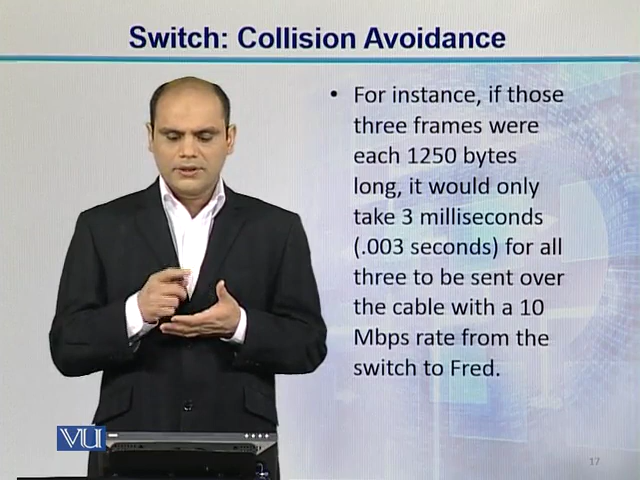 Switch: Collision Avoidance
• For instance, if those
three frames were
each 1250 bytes
long, it would only
take 3 milliseconds
(.003 seconds) for all
three to be sent over
the cable with a 10
Mbps rate from the
switch to Fred.
VU
17